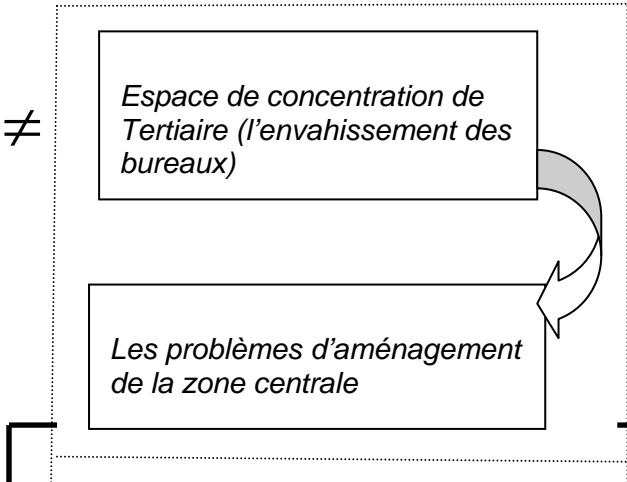 ≠
Espace de concentration de
Tertiaire (l'envahissement des
bureaux)
Les problèmes d'aménagement
de la zone centrale